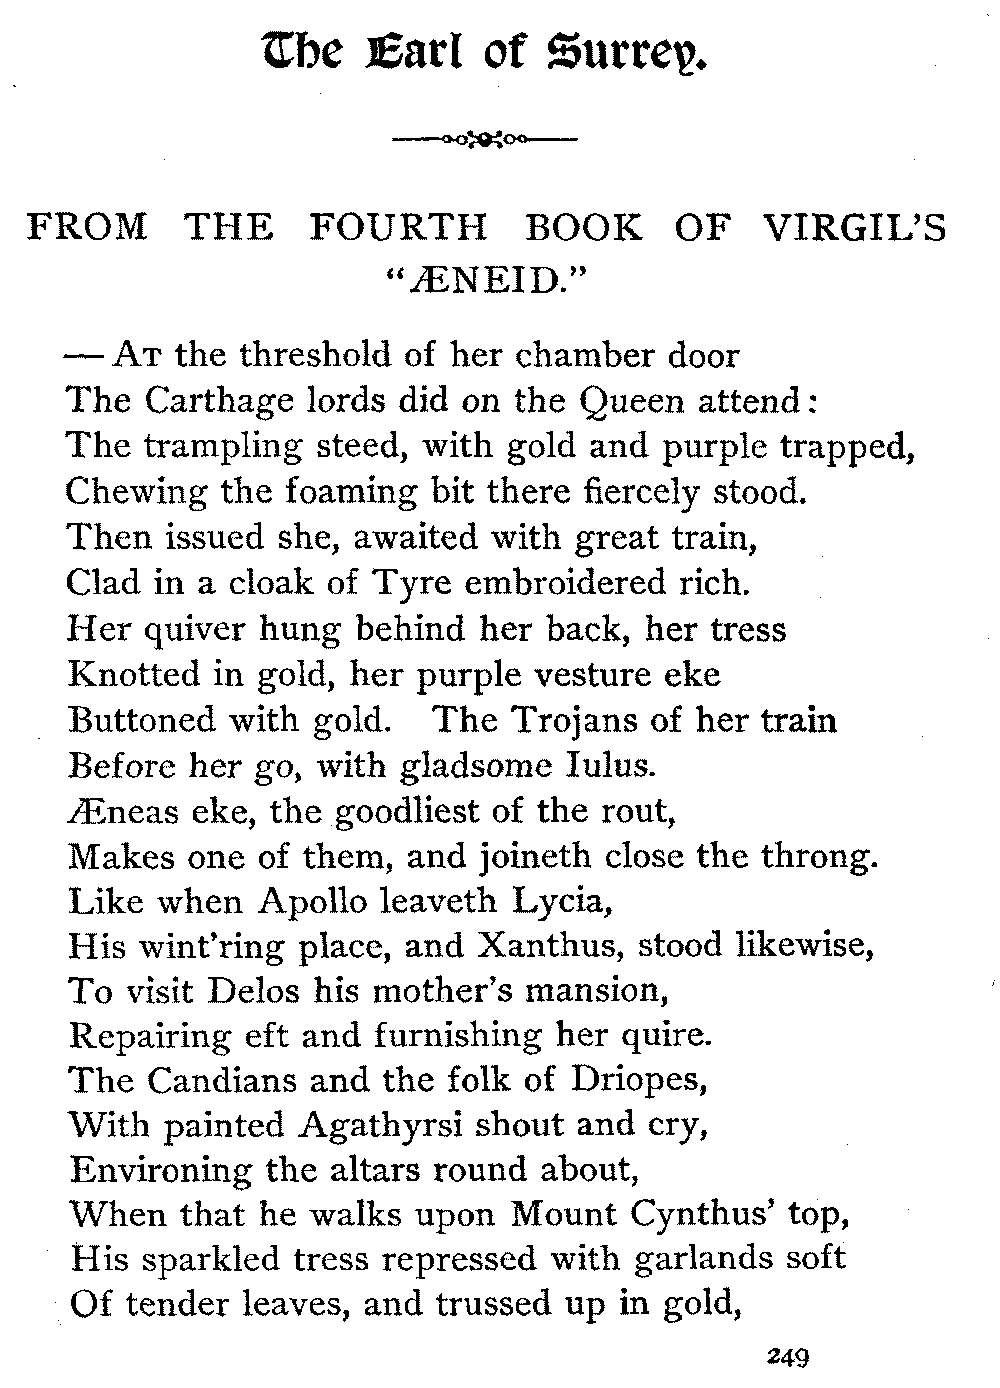 The Earl of Surrey.
FROM THE FOURTH BOOK OF VIRGIL'S
“ÆNEID.”
— AT the threshold of her chamber door
The Carthage lords did on the Queen attend:
The trampling steed, with gold and purple trapped,
Chewing the foaming bit there fiercely stood.
Then issued she, awaited with great train,
Clad in a cloak of Tyre embroidered rich.
Her quiver hung behind her back, her tress
Knotted in gold, her purple vesture eke
Buttoned with gold. The Trojans of her train
Before her go, with gladsome Iulus.
Æneas eke, the goodliest of the rout,
Makes one of them, and joineth close the throng.
Like when Apollo leaveth Lycia,
His wint'ring place, and Xanthus, stood likewise,
To visit Delos his mother's mansion,
Repairing eft and furnishing her quire.
The Candians and the folk of Driopes,
With painted Agathyrsi shout and cry,
Environing the altars round about,
When that he walks upon Mount Cynthus' top,
His sparkled tress repressed with garlands soft
Of tender leaves, and trussed up in gold,
249